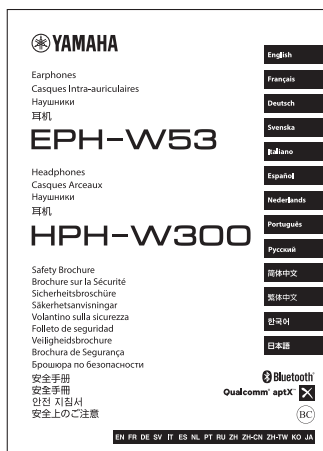 YAMAHA
Earphones
Casques Intra-auriculaires
Наушники
耳机
EPH-W53
Headphones
Casques Arceaux
Наушники
耳机
HPH-W300
Safety Brochure
Brochure sur la Sécurité
Sicherheitsbroschüre
Säkerhetsanvisningar
Volantino sulla sicurezza
Folleto de seguridad
Veiligheidsbrochure
Brochura de Segurança
Брошюра по безопасности
安全手册
安全手冊
안전 지침서
安全上のご注意
English
Français
Deutsch
Svenska
Italiano
Español
Nederlands
Português
Русский
简体中文
繁体中文
한국어
日本語
Bluetooth
Qualcomm aptX
BC
EN FR DE SV IT ES NL PT RU ZH ZH-CN ZH-TW KO JA